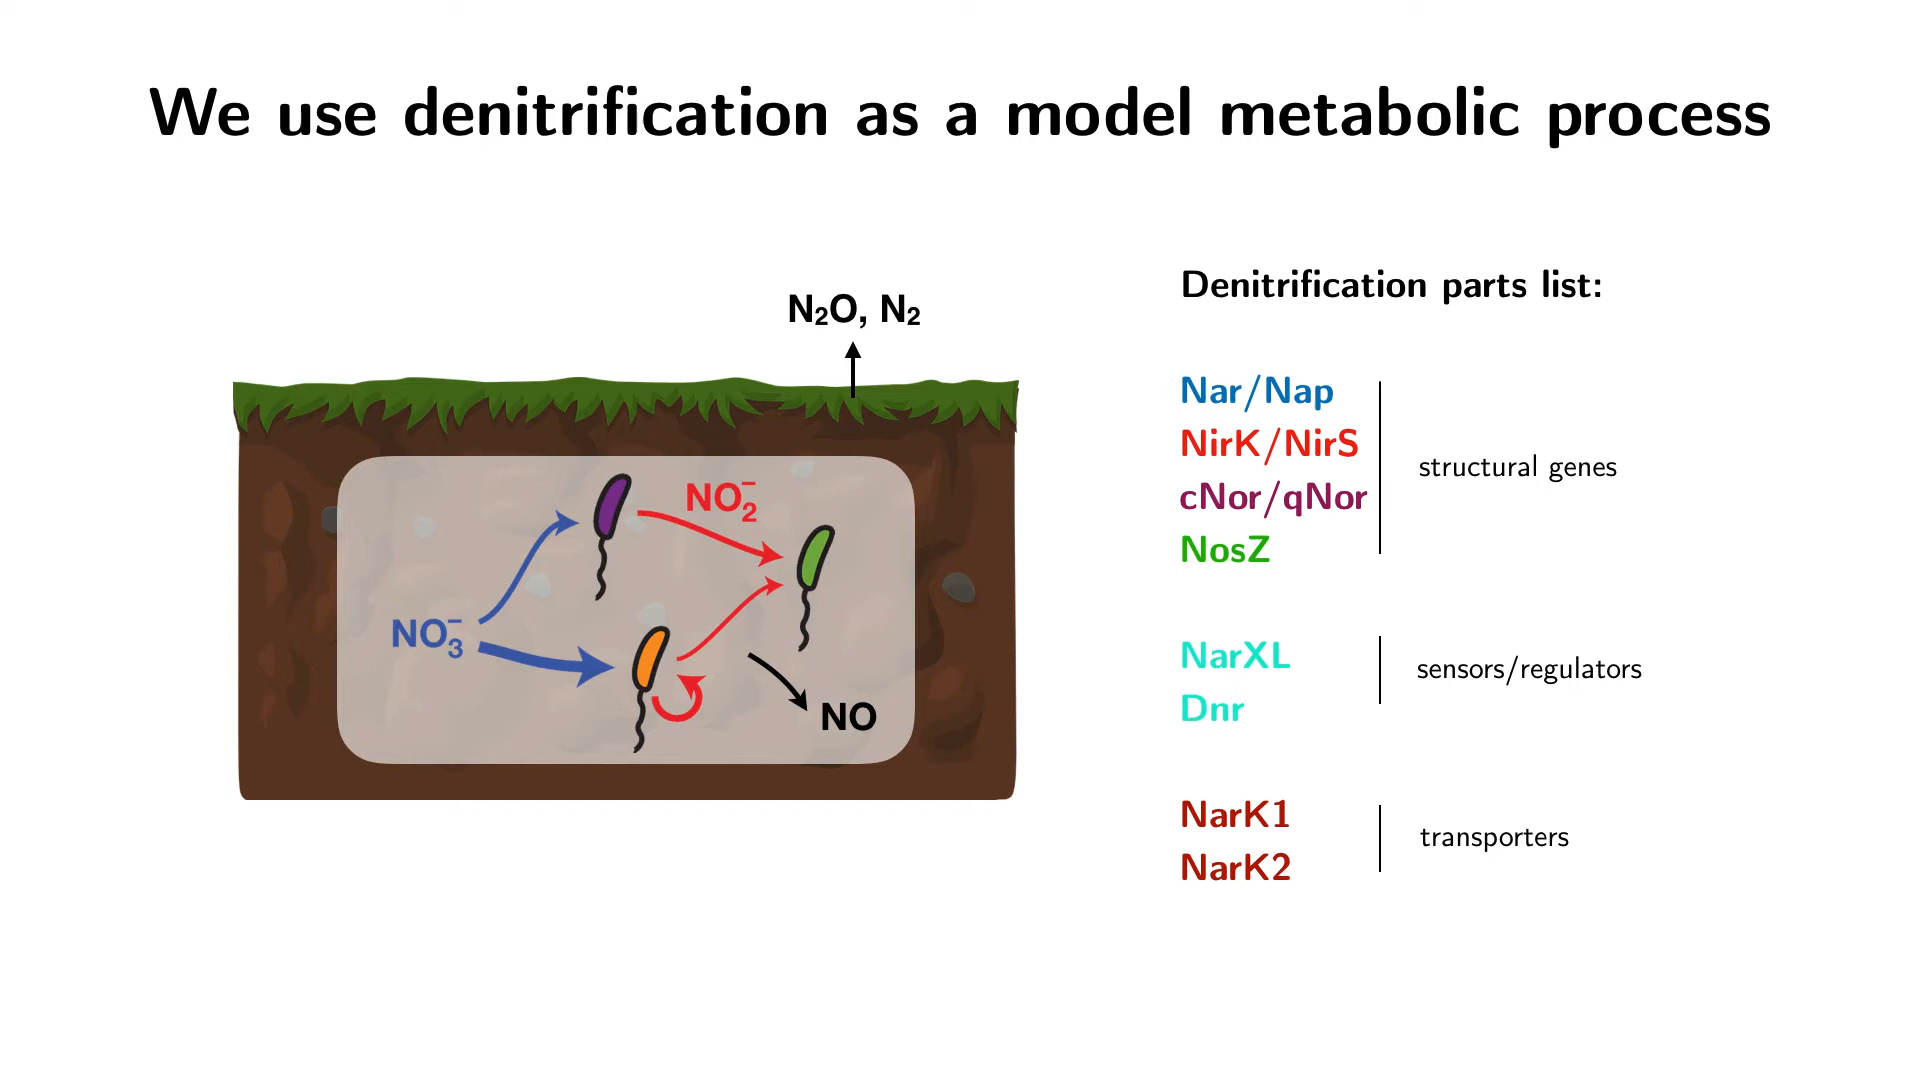 We use denitrification as a model metabolic process
N₂O, N₂
NO₂⁻
NO₃⁻
NO
Denitrification parts list:
Nar/Nap
NirK/NirS
cNor/qNor
NosZ
structural genes
NarXL
Dnr
sensors/regulators
NarK1
NarK2
transporters